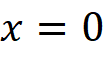 𝑥 = 0